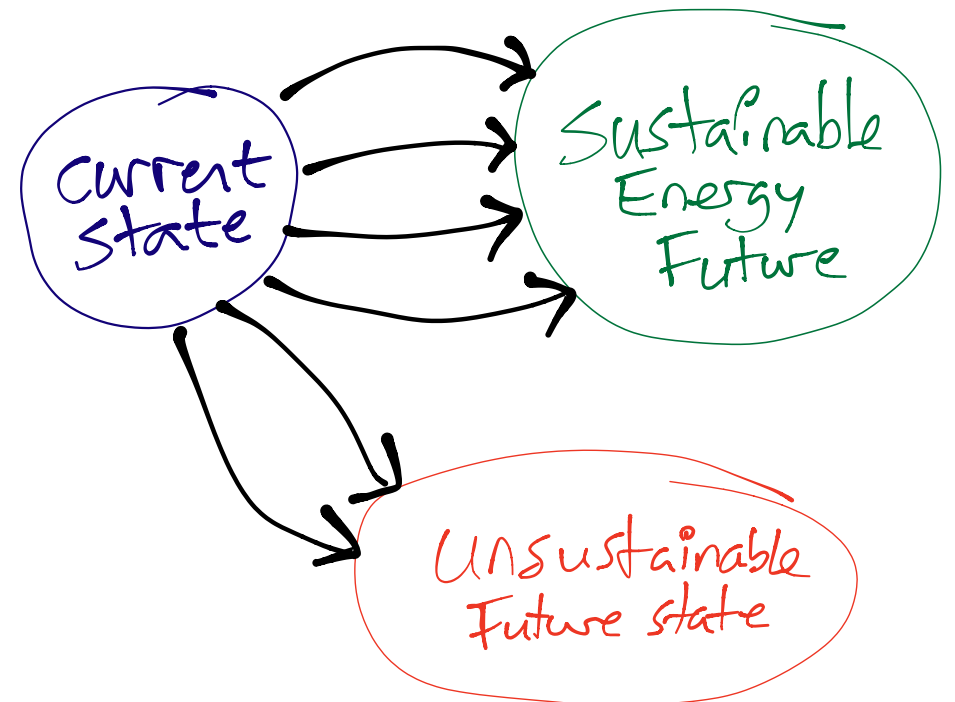 Current
state
Sustainable
Energy
Future
Unsustainable
Future state